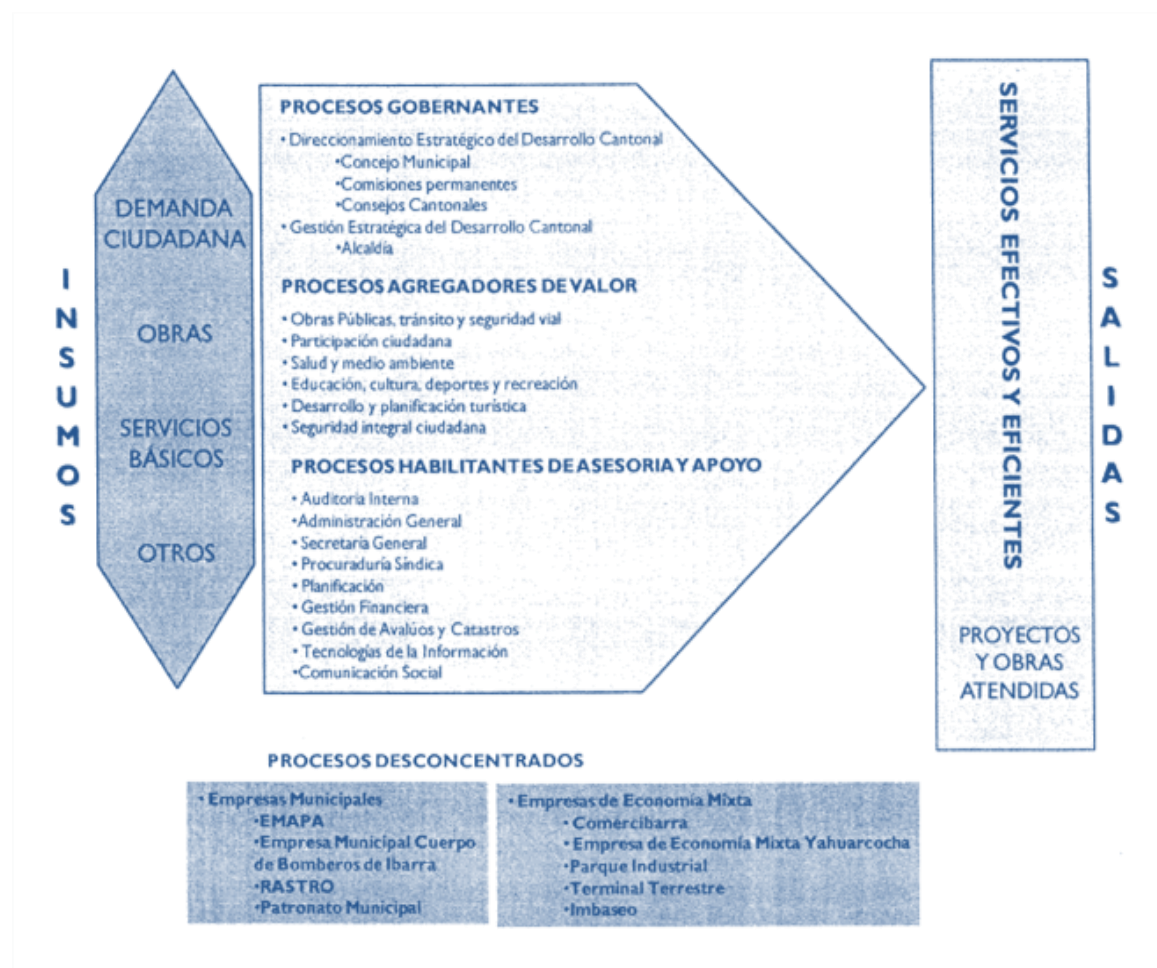 INSUMOS
DEMANDA
CIUDADANA
OBRAS
SERVICIOS
BÁSICOS
OTROS
PROCESOS GOBERNANTES
• Direccionamiento Estratégico del Desarrollo Cantonal
•Concejo Municipal
•Comisiones permanentes
•Consejos Cantonales
• Gestión Estratégica del Desarrollo Cantonal
•Alcaldía
PROCESOS AGREGADORES DE VALOR
• Obras Públicas, tránsito y seguridad vial
• Participación ciudadana
• Salud y medio ambiente
• Educación, cultura, deportes y recreación
• Desarrollo y planificación turística
• Seguridad integral ciudadana
PROCESOS HABILITANTES DE ASESORIA Y APOYO
• Auditoría Interna
•Administración General
• Secretaría General
• Procuraduría Síndica
• Planificación
• Gestión Financiera
• Gestión de Avalúos y Catastros
• Tecnologías de la Información
•Comunicación Social
SERVICIOS EFECTIVOS Y EFICIENTES
PROYECTOS
Y OBRAS
ATENDIDAS
SALIDAS
PROCESOS DESCONCENTRADOS
• Empresas Municipales
•EMAPA
•Empresa Municipal Cuerpo
de Bomberos de Ibarra
•RASTRO
•Patronato Municipal
• Empresas de Economía Mixta
• Comercibarra
• Empresa de Economía Mixta Yahuarcocha
•Parque Industrial
•Terminal Terrestre
•Imbaseo